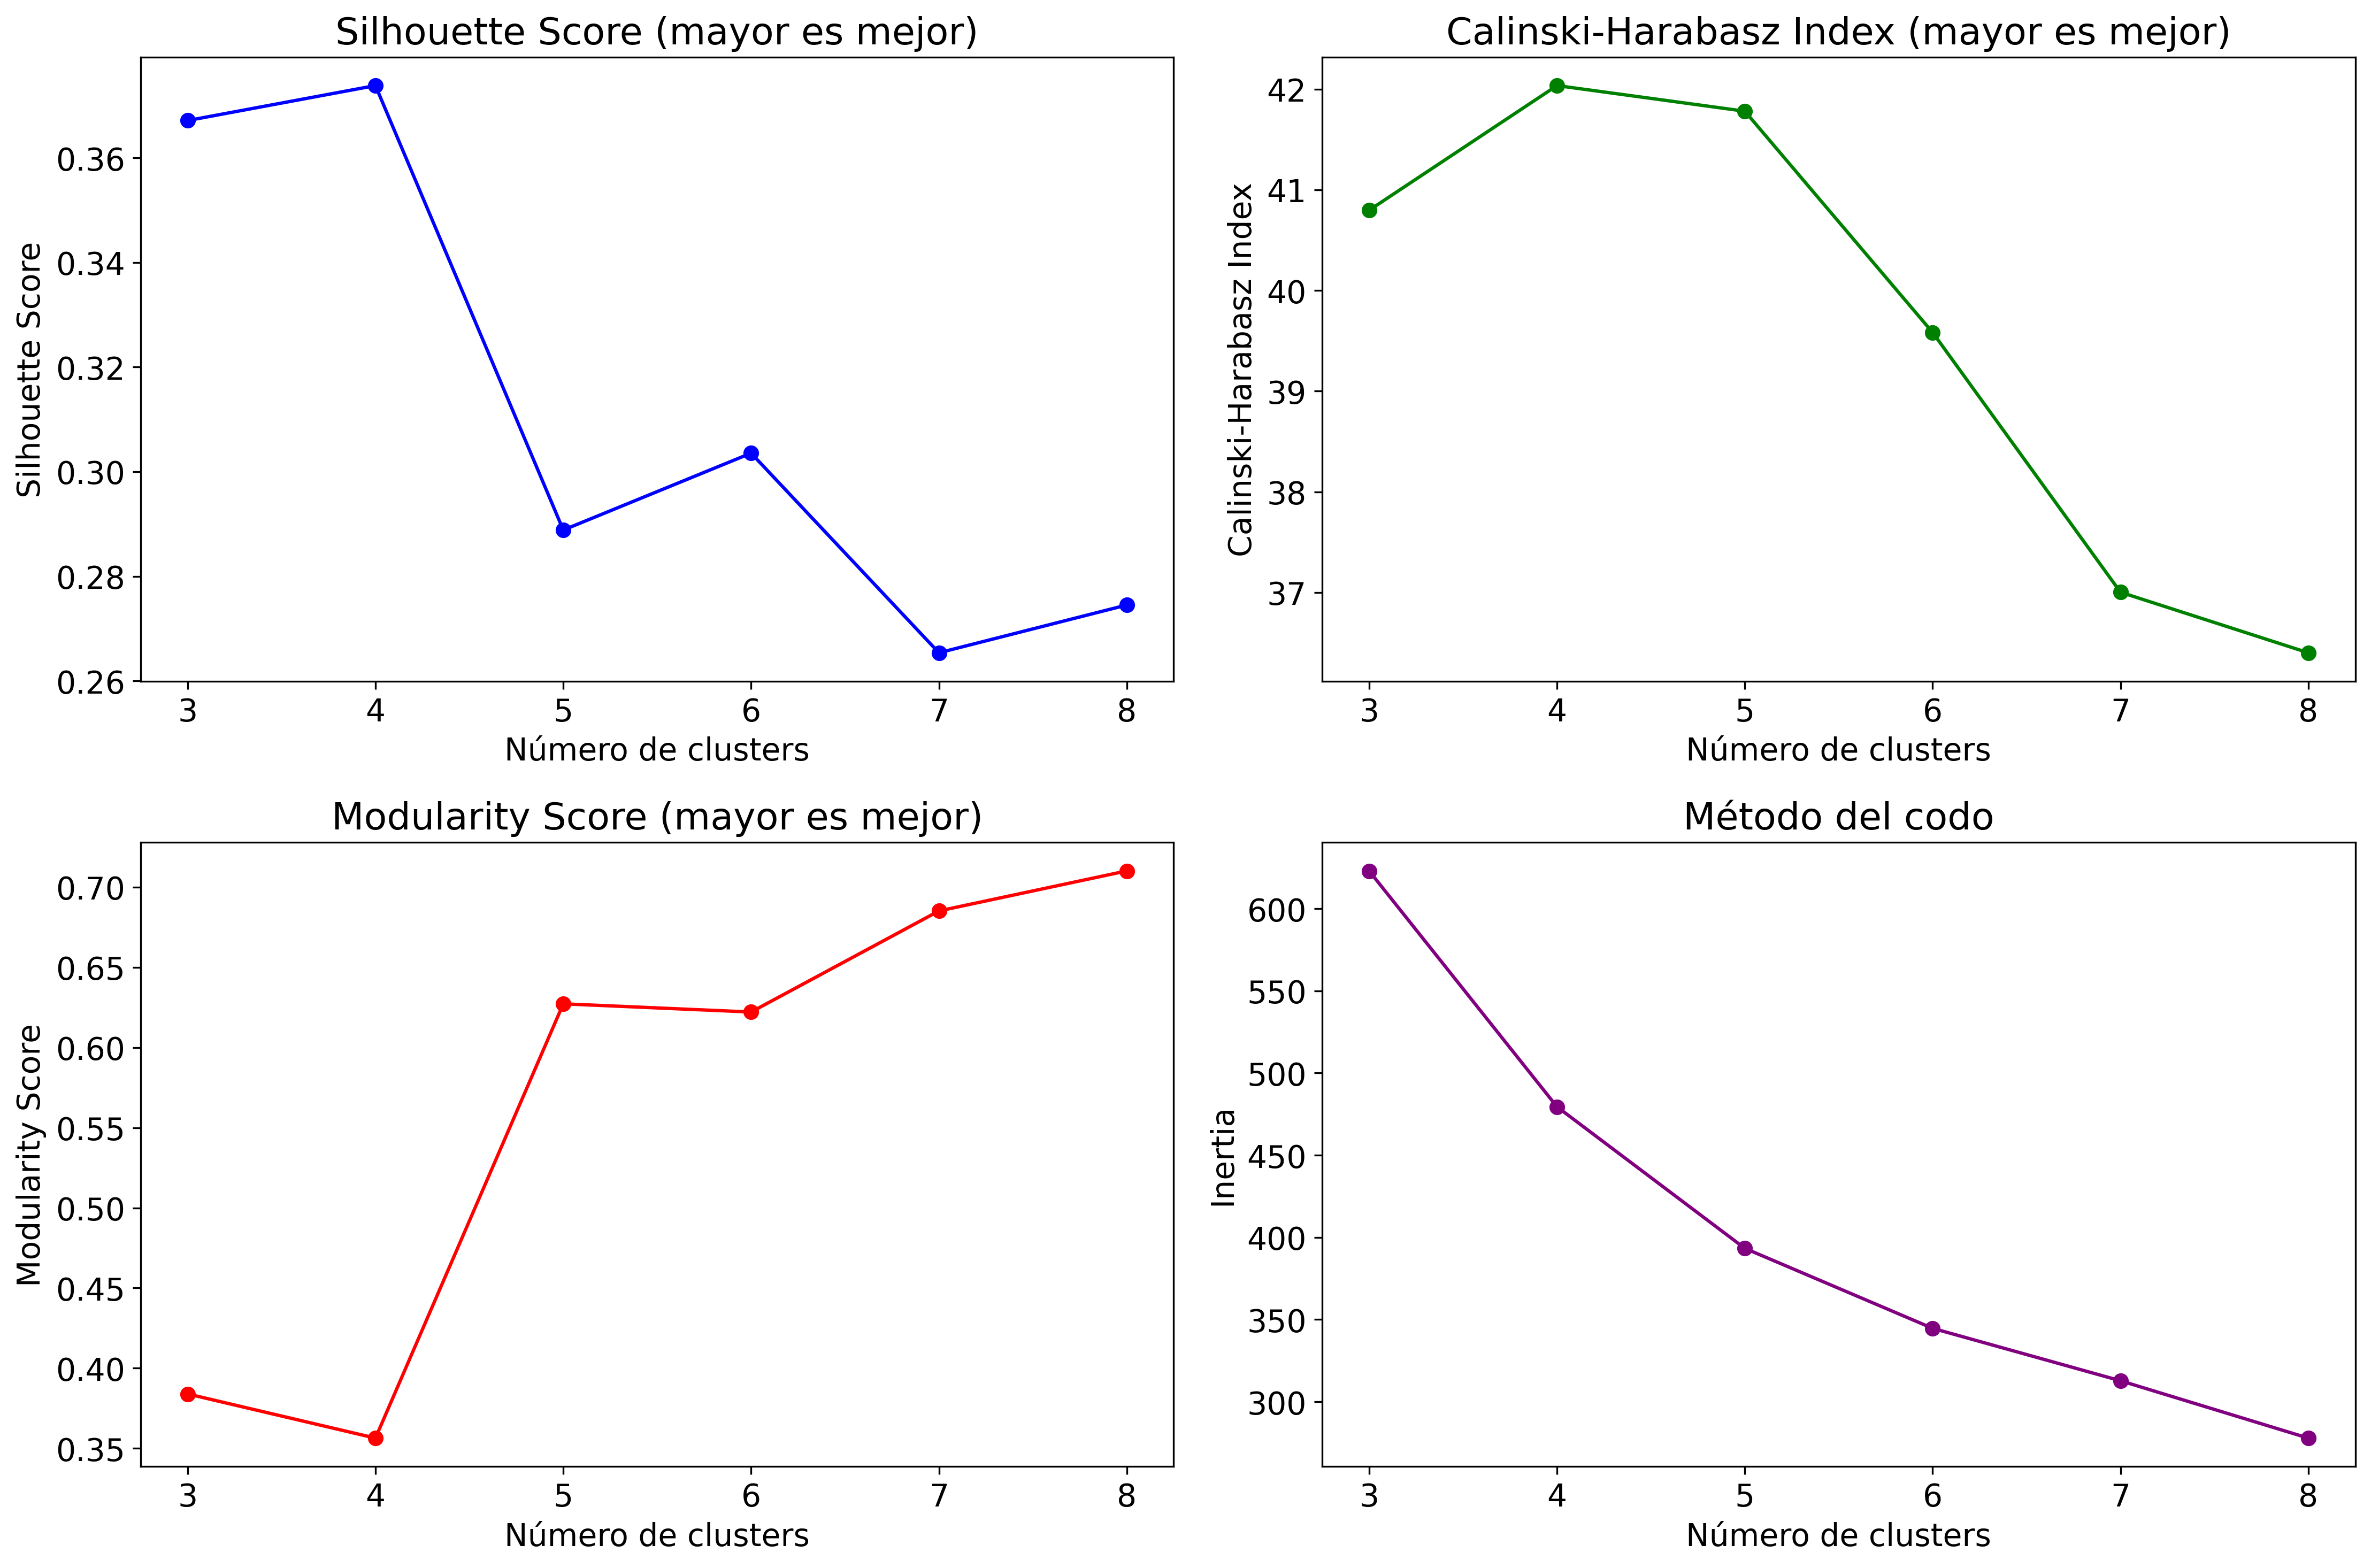 Silhouette Score (mayor es mejor)
Silhouette Score
0.36
0.34
0.32
0.30
0.28
0.26
3 4 5 6 7 8
Número de clusters
Calinski-Harabasz Index (mayor es mejor)
Calinski-Harabasz Index
42
41
40
39
38
37
3 4 5 6 7 8
Número de clusters
Modularity Score (mayor es mejor)
Modularity Score
0.70
0.65
0.60
0.55
0.50
0.45
0.40
0.35
3 4 5 6 7 8
Número de clusters
Método del codo
Inertia
600
550
500
450
400
350
300
3 4 5 6 7 8
Número de clusters